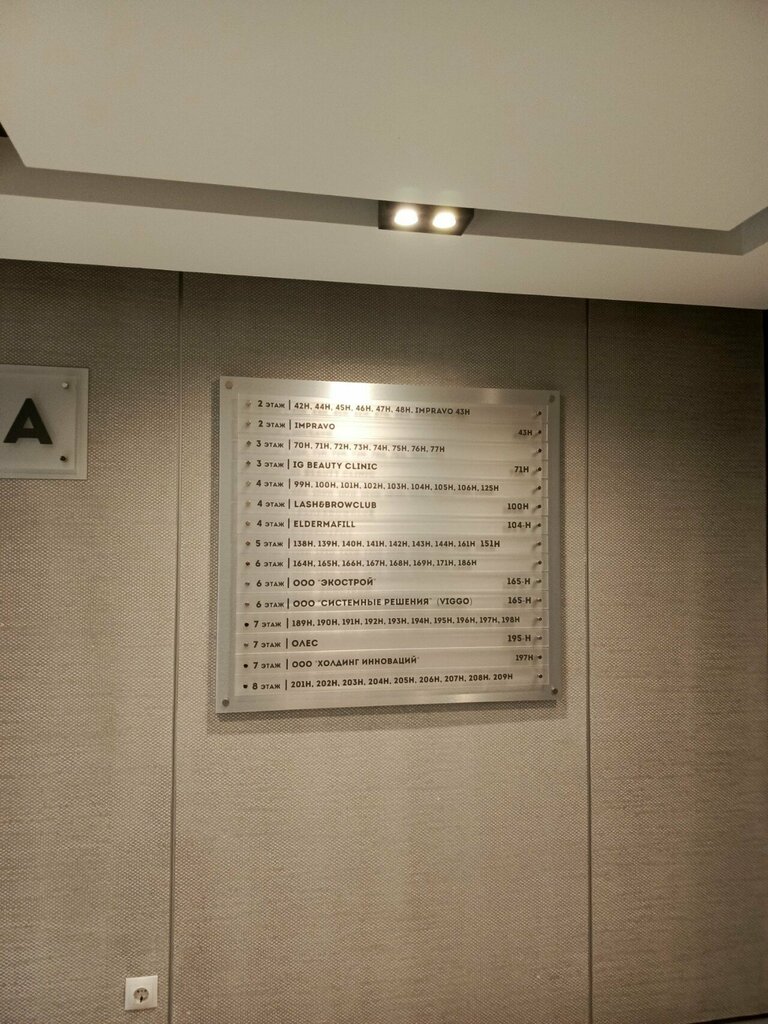 A
2 ЭТАЖ | 42Н, 44Н, 45Н, 46Н, 47Н, 48Н, IMPRAVO 43Н
2 ЭТАЖ | IMPRAVO 43Н
3 ЭТАЖ | 70Н, 71Н, 72Н, 73Н, 74Н, 75Н, 76Н, 77Н
3 ЭТАЖ | IG BEAUTY CLINIC 71Н
4 ЭТАЖ | 99Н, 100Н, 101Н, 102Н, 103Н, 104Н, 105Н, 106Н, 125Н
4 ЭТАЖ | LASH&BROWCLUB 100Н
4 ЭТАЖ | ELDERMAFILL 104-Н
5 ЭТАЖ | 138Н, 139Н, 140Н, 141Н, 142Н, 143Н, 144Н, 161Н 151Н
6 ЭТАЖ | 164Н, 165Н, 166Н, 167Н, 168Н, 169Н, 171Н, 186Н
6 ЭТАЖ | ООО "ЭКОСТРОЙ" 165-Н
6 ЭТАЖ | ООО "СИСТЕМНЫЕ РЕШЕНИЯ" (VIGGO) 165-Н
7 ЭТАЖ | 189Н, 190Н, 191Н, 192Н, 193Н, 194Н, 195Н, 196Н, 197Н, 198Н
7 ЭТАЖ | ОЛЕС 195-Н
7 ЭТАЖ | ООО "ХОЛДИНГ ИННОВАЦИЙ" 197Н
8 ЭТАЖ | 201Н, 202Н, 203Н, 204Н, 205Н, 206Н, 207Н, 208Н, 209Н